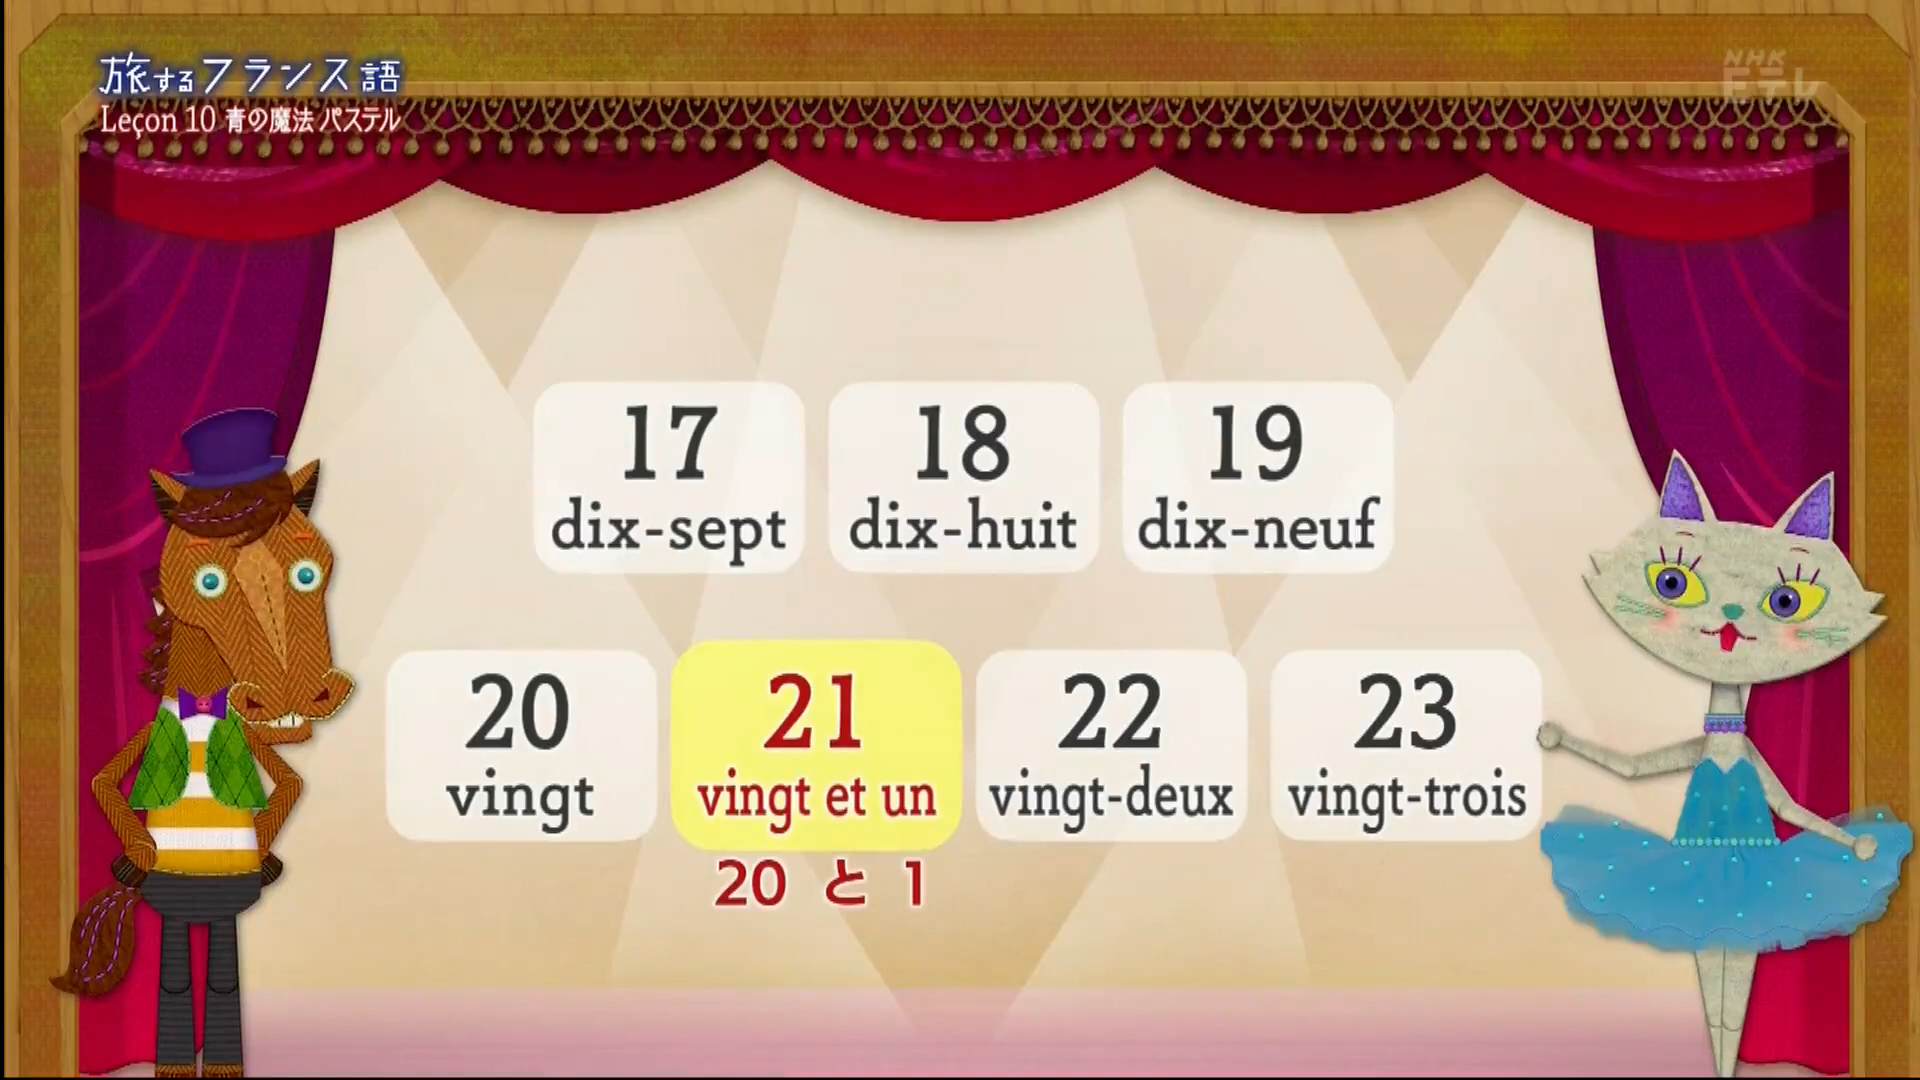 旅するフランス語
Leçon 10 青の魔法 パステル
NHK
Eテレ
17
dix-sept
18
dix-huit
19
dix-neuf
20
vingt
21
vingt et un
22
vingt-deux
23
vingt-trois
20 と 1